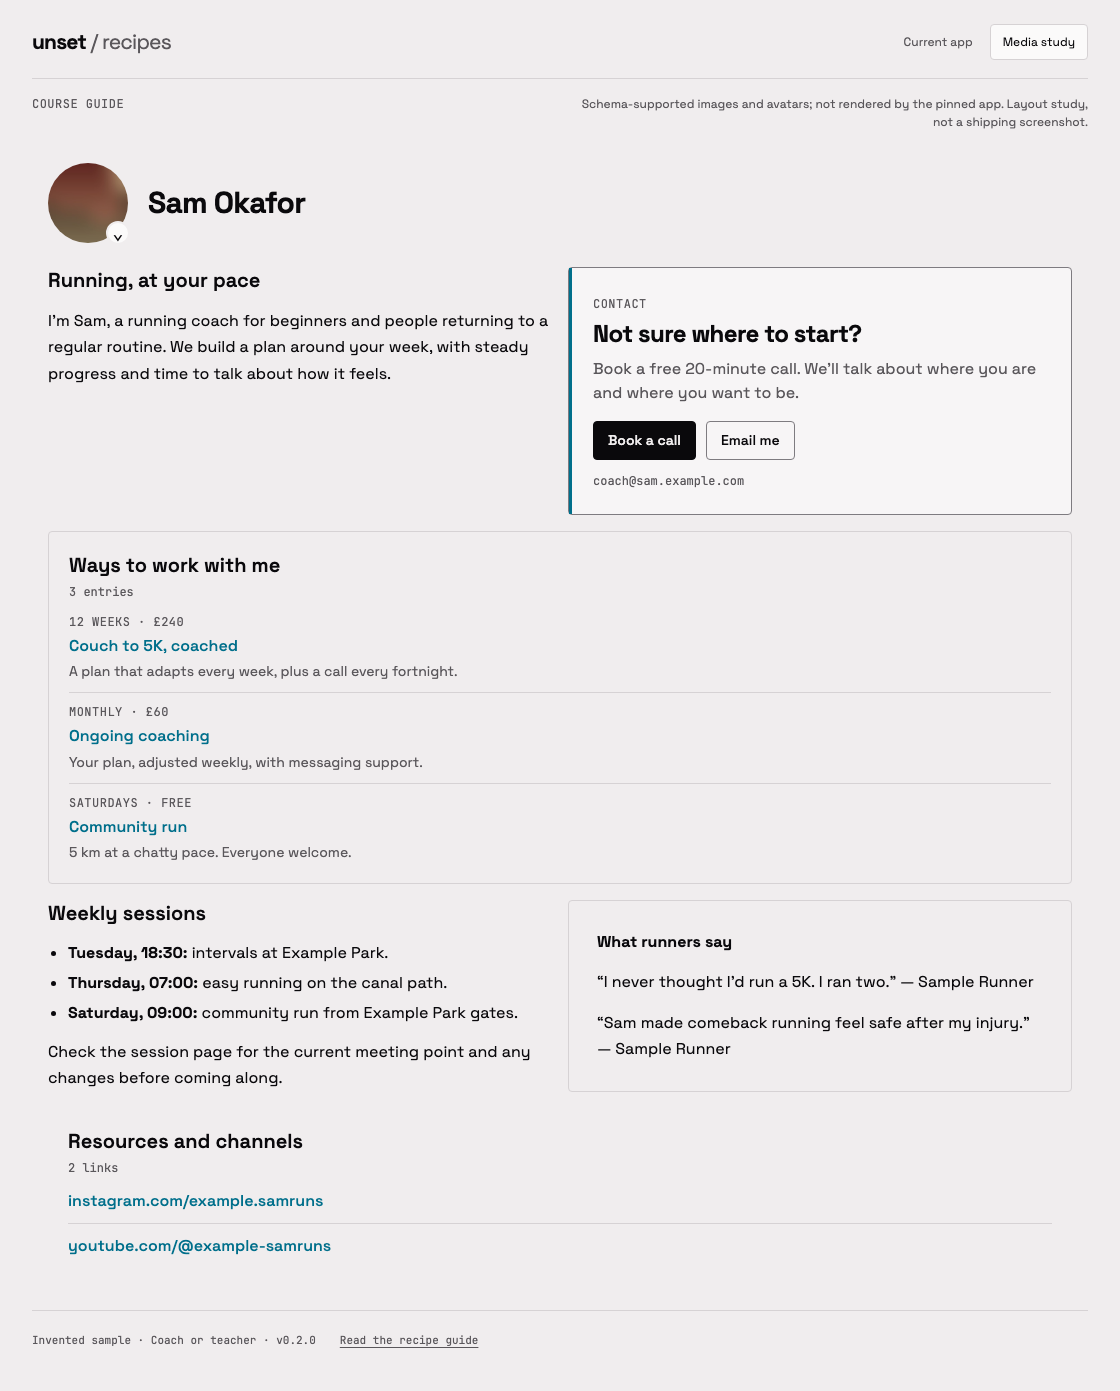 unset / recipes
Current app
Media study
COURSE GUIDE
Schema-supported images and avatars; not rendered by the pinned app. Layout study,
not a shipping screenshot.
Sam Okafor
Running, at your pace
I’m Sam, a running coach for beginners and people returning to a
regular routine. We build a plan around your week, with steady
progress and time to talk about how it feels.
CONTACT
Not sure where to start?
Book a free 20-minute call. We’ll talk about where you are
and where you want to be.
Book a call
Email me
coach@sam.example.com
Ways to work with me
3 entries
12 WEEKS · £240
Couch to 5K, coached
A plan that adapts every week, plus a call every fortnight.
MONTHLY · £60
Ongoing coaching
Your plan, adjusted weekly, with messaging support.
SATURDAYS · FREE
Community run
5 km at a chatty pace. Everyone welcome.
Weekly sessions
• Tuesday, 18:30: intervals at Example Park.
• Thursday, 07:00: easy running on the canal path.
• Saturday, 09:00: community run from Example Park gates.
Check the session page for the current meeting point and any
changes before coming along.
What runners say
“I never thought I’d run a 5K. I ran two.” — Sample Runner
“Sam made comeback running feel safe after my injury.”
— Sample Runner
Resources and channels
2 links
instagram.com/example.samruns
youtube.com/@example-samruns
Invented sample · Coach or teacher · v0.2.0
Read the recipe guide